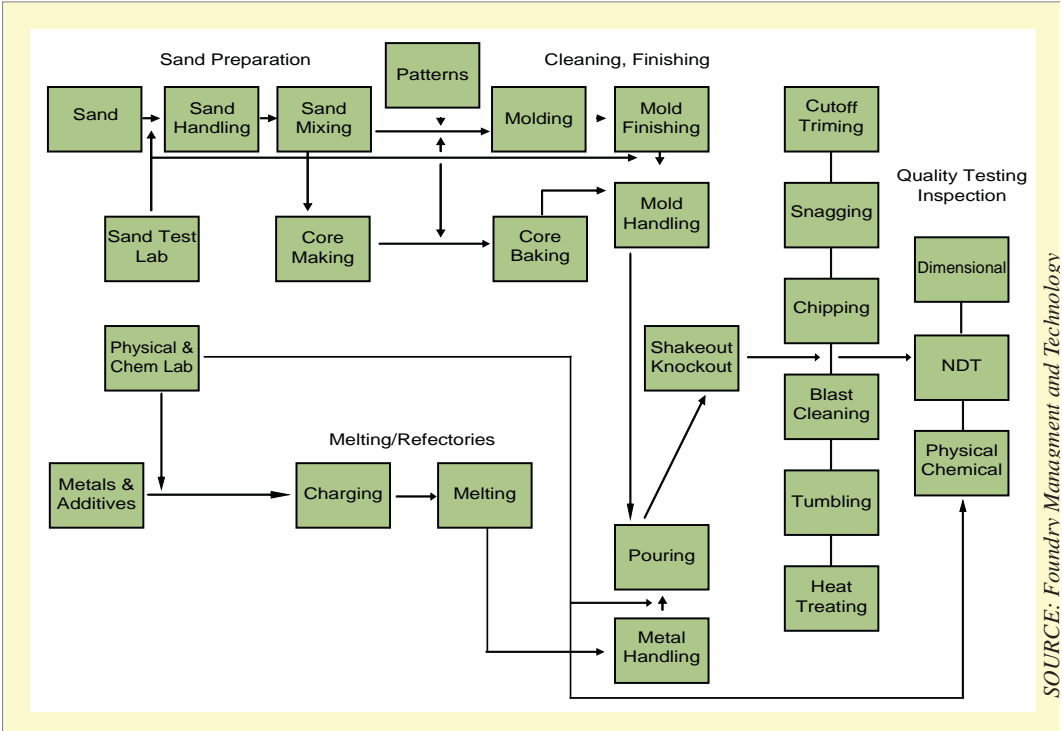 Sand Preparation
Cleaning, Finishing
Patterns
Sand
Sand
Handling
Sand
Mixing
Molding
Mold
Finishing
Cutoff
Triming
Quality Testing
Inspection
Sand Test
Lab
Core
Making
Core
Baking
Mold
Handling
Snagging
Dimensional
Chipping
Physical &
Chem Lab
Shakeout
Knockout
NDT
Blast
Cleaning
Melting/Refectories
Physical
Chemical
Metals &
Additives
Charging
Melting
Tumbling
Pouring
Heat
Treating
Metal
Handling
SOURCE: Foundry Managment and Technology